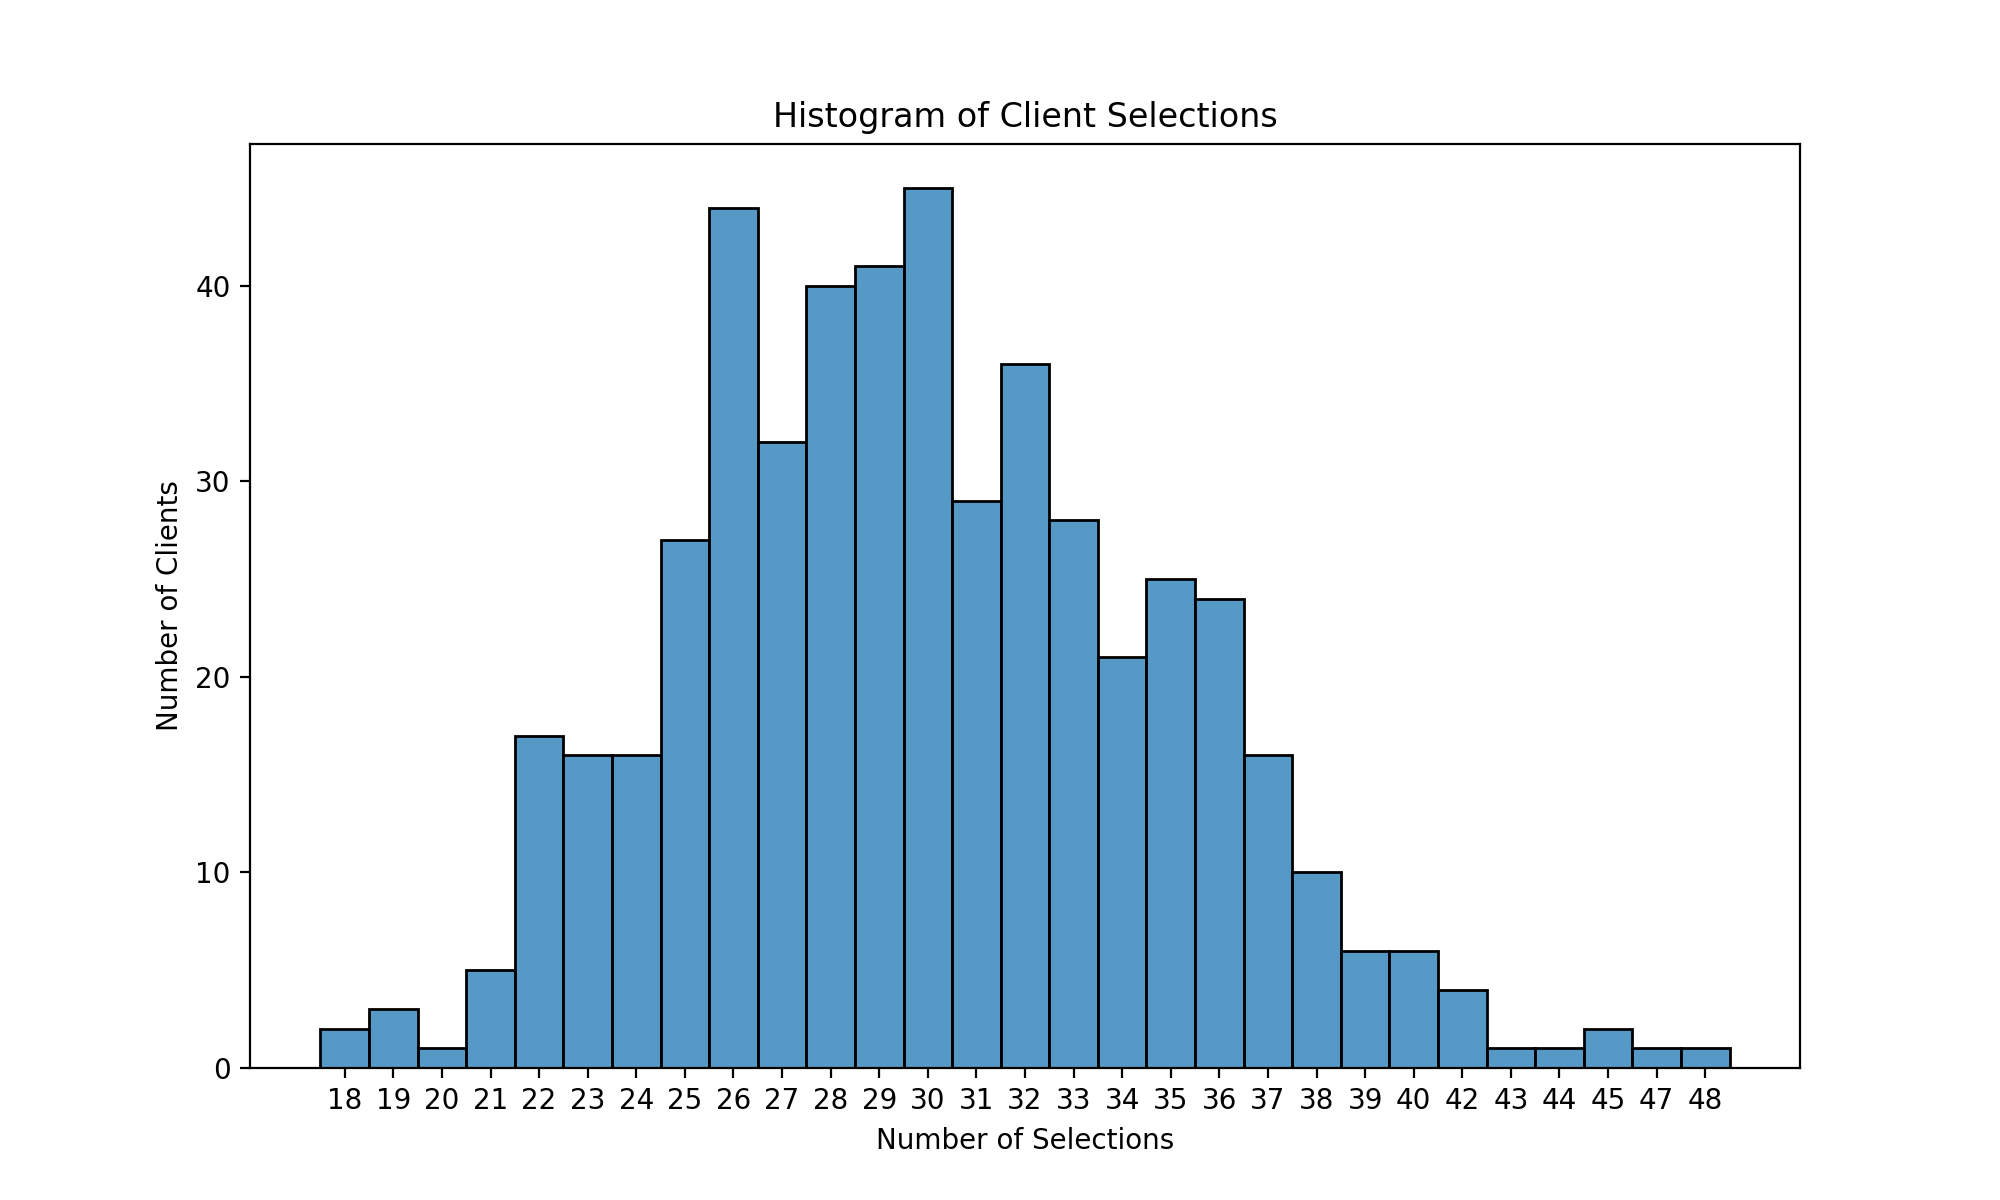 Histogram of Client Selections
Number of Clients
40
30
20
10
0
18 19 20 21 22 23 24 25 26 27 28 29 30 31 32 33 34 35 36 37 38 39 40 42 43 44 45 47 48
Number of Selections